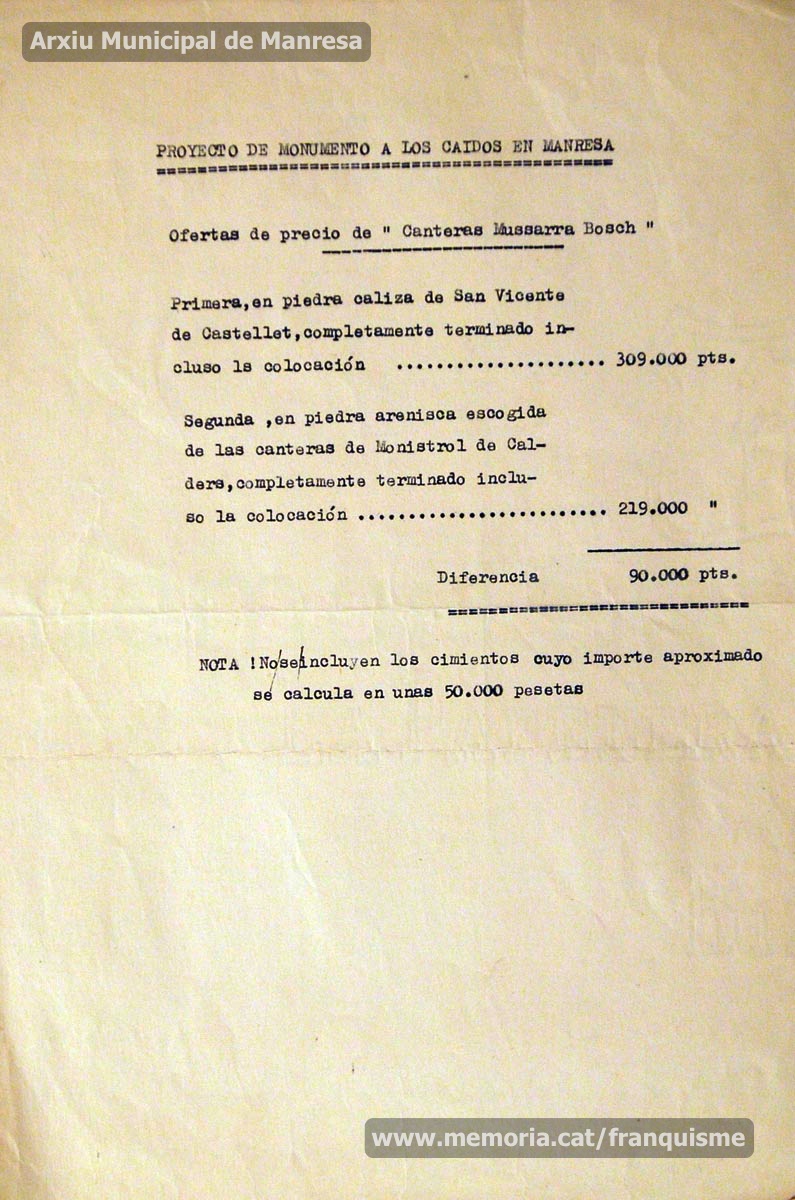 Arxiu Municipal de Manresa
PROYECTO DE MONUMENTO A LOS CAIDOS EN MANRESA
Ofertas de precio de " Canteras Mussarra Bosch "
Primera,en piedra caliza de San Vicente
de Castellet,completamente terminado in-
cluso ls colocación ..................... 309.000 pts.
Segunda ,en piedra arenisca escogida
de las canteras de Monistrol de Cal-
ders,completamente terminado inclu-
so la colocación ......................... 219.000 "
Diferencia 90.000 pts.
NOTA !No/se/incluyen los cimientos cuyo importe aproximado
se calcula en unas 50.000 pesetas
www.memoria.cat/franquisme